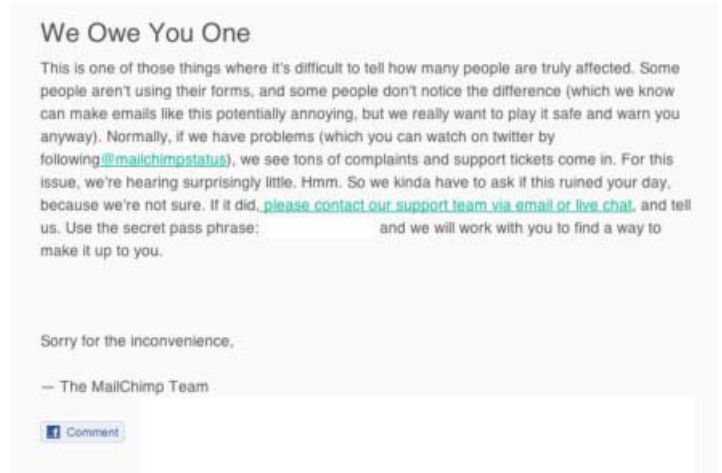 We Owe You One
This is one of those things where it's difficult to tell how many people are truly affected. Some
people aren't using their forms, and some people don't notice the difference (which we know
can make emails like this potentially annoying, but we really want to play it safe and warn you
anyway). Normally, if we have problems (which you can watch on twitter by
following@mailchimpstatus), we see tons of complaints and support tickets come in. For this
issue, we're hearing surprisingly little. Hmm. So we kinda have to ask if this ruined your day,
because we're not sure. If it did, please contact our support team via email or live chat, and tell
us. Use the secret pass phrase: and we will work with you to find a way to
make it up to you.
Sorry for the inconvenience,
— The MailChimp Team
Comment